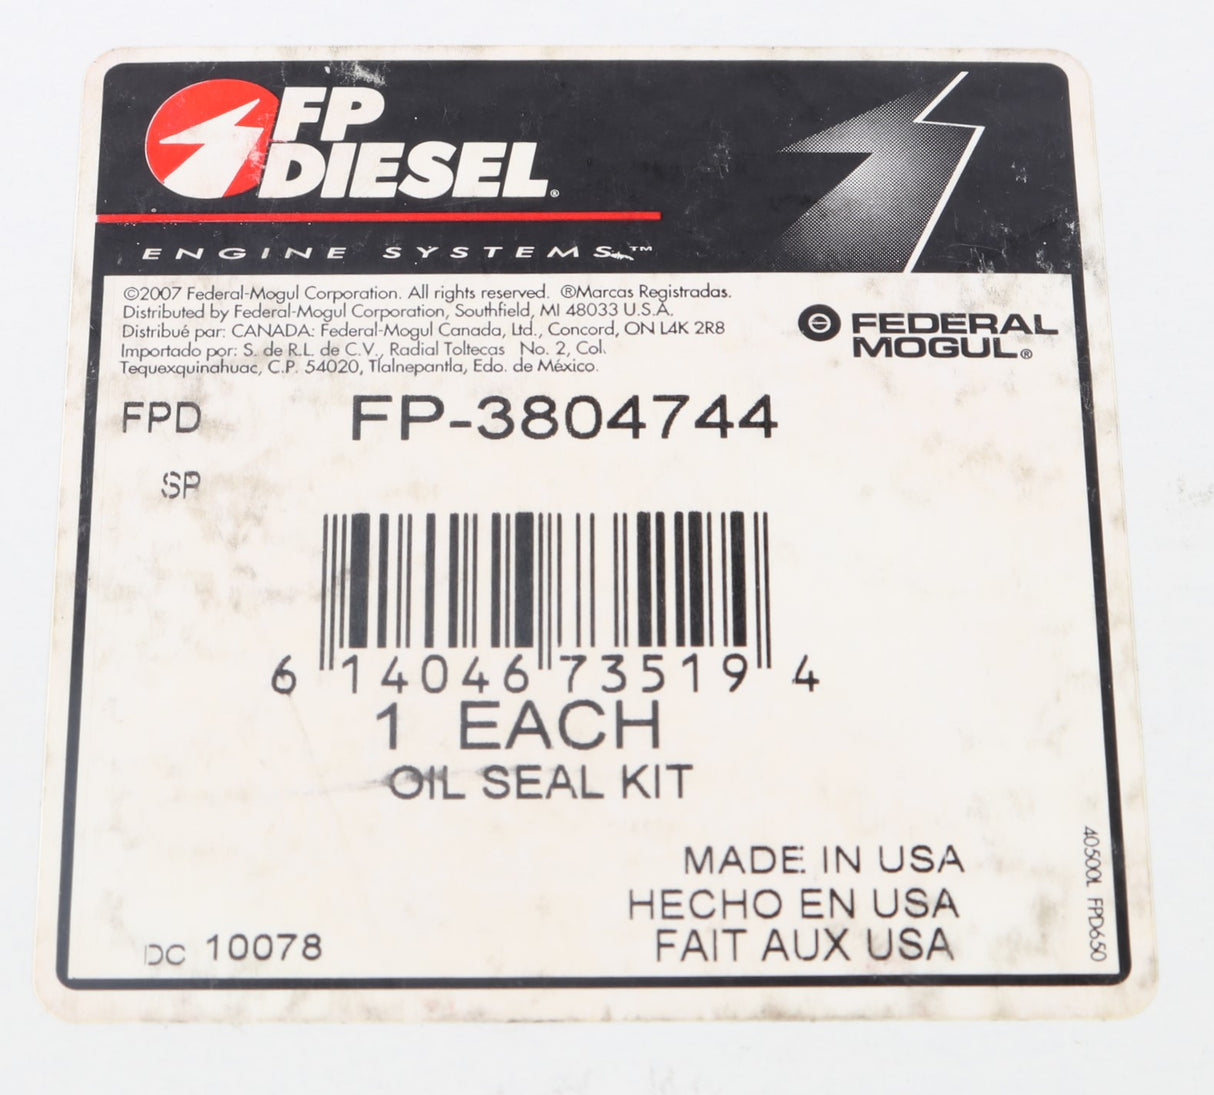 FP
DIESEL®
ENGINE SYSTEMS™
©2007 Federal-Mogul Corporation. All rights reserved. ®Marcas Registradas.
Distributed by Federal-Mogul Corporation, Southfield, MI 48033 U.S.A.
Distribué par: CANADA: Federal-Mogul Canada, Ltd., Concord, ON L4K 2R8
Importado por: S. de R.L. de C.V., Radial Toltecas No. 2, Col.
Tequexquinahuac, C.P. 54020, Tlalnepantla, Edo. de México.
FEDERAL
MOGUL®
FPD FP-3804744
SP
6 14046 73519 4
1 EACH
OIL SEAL KIT
MADE IN USA
HECHO EN USA
FAIT AUX USA
DC 10078
40500L FPD650